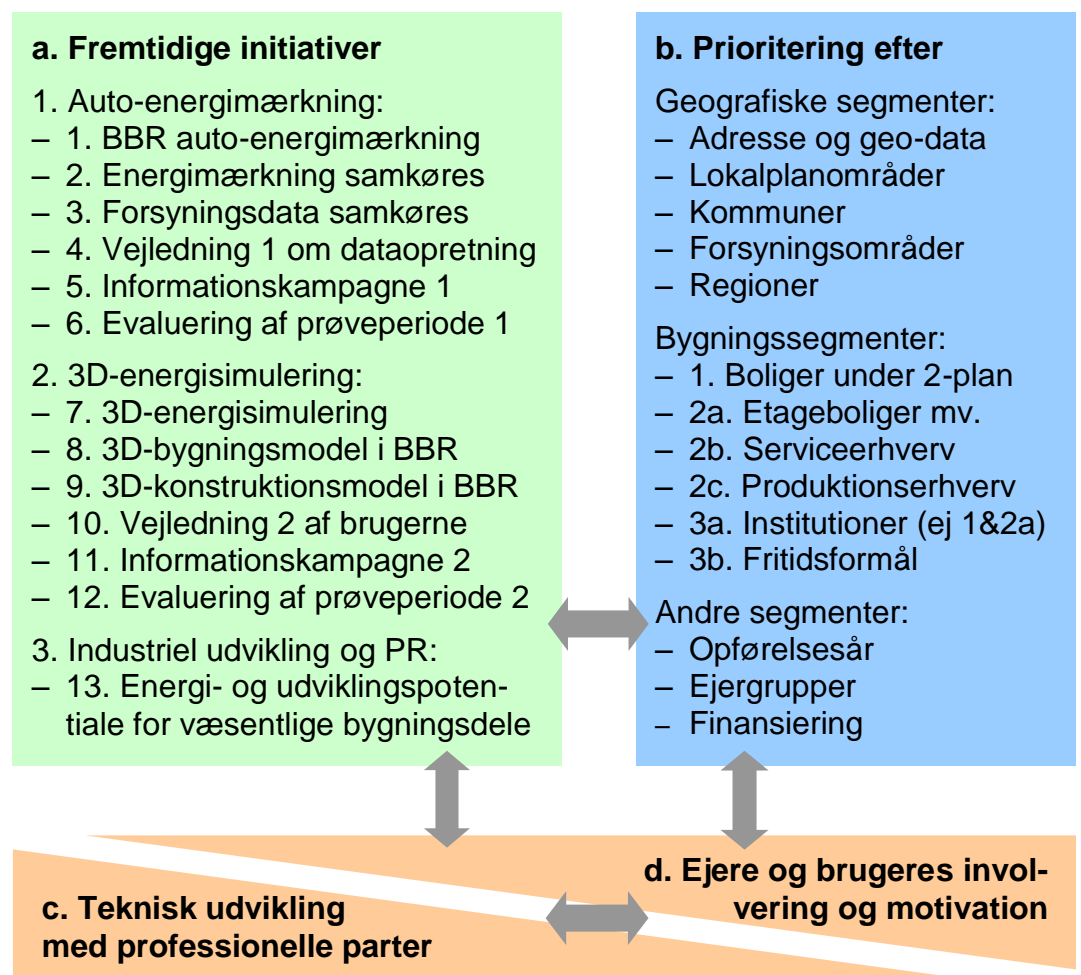 a. Fremtidige initiativer
1. Auto-energimærkning:
– 1. BBR auto-energimærkning
– 2. Energimærkning samkøres
– 3. Forsyningsdata samkøres
– 4. Vejledning 1 om dataopretning
– 5. Informationskampagne 1
– 6. Evaluering af prøveperiode 1
2. 3D-energisimulering:
– 7. 3D-energisimulering
– 8. 3D-bygningsmodel i BBR
– 9. 3D-konstruktionsmodel i BBR
– 10. Vejledning 2 af brugerne
– 11. Informationskampagne 2
– 12. Evaluering af prøveperiode 2
3. Industriel udvikling og PR:
– 13. Energi- og udviklingspoten-
tiale for væsentlige bygningsdele
b. Prioritering efter
Geografiske segmenter:
– Adresse og geo-data
– Lokalplanområder
– Kommuner
– Forsyningsområder
– Regioner
Bygningssegmenter:
– 1. Boliger under 2-plan
– 2a. Etageboliger mv.
– 2b. Serviceerhverv
– 2c. Produktionserhverv
– 3a. Institutioner (ej 1&2a)
– 3b. Fritidsformål
Andre segmenter:
– Opførelsesår
– Ejergrupper
– Finansiering
c. Teknisk udvikling
med professionelle parter
d. Ejere og brugeres invol-
vering og motivation